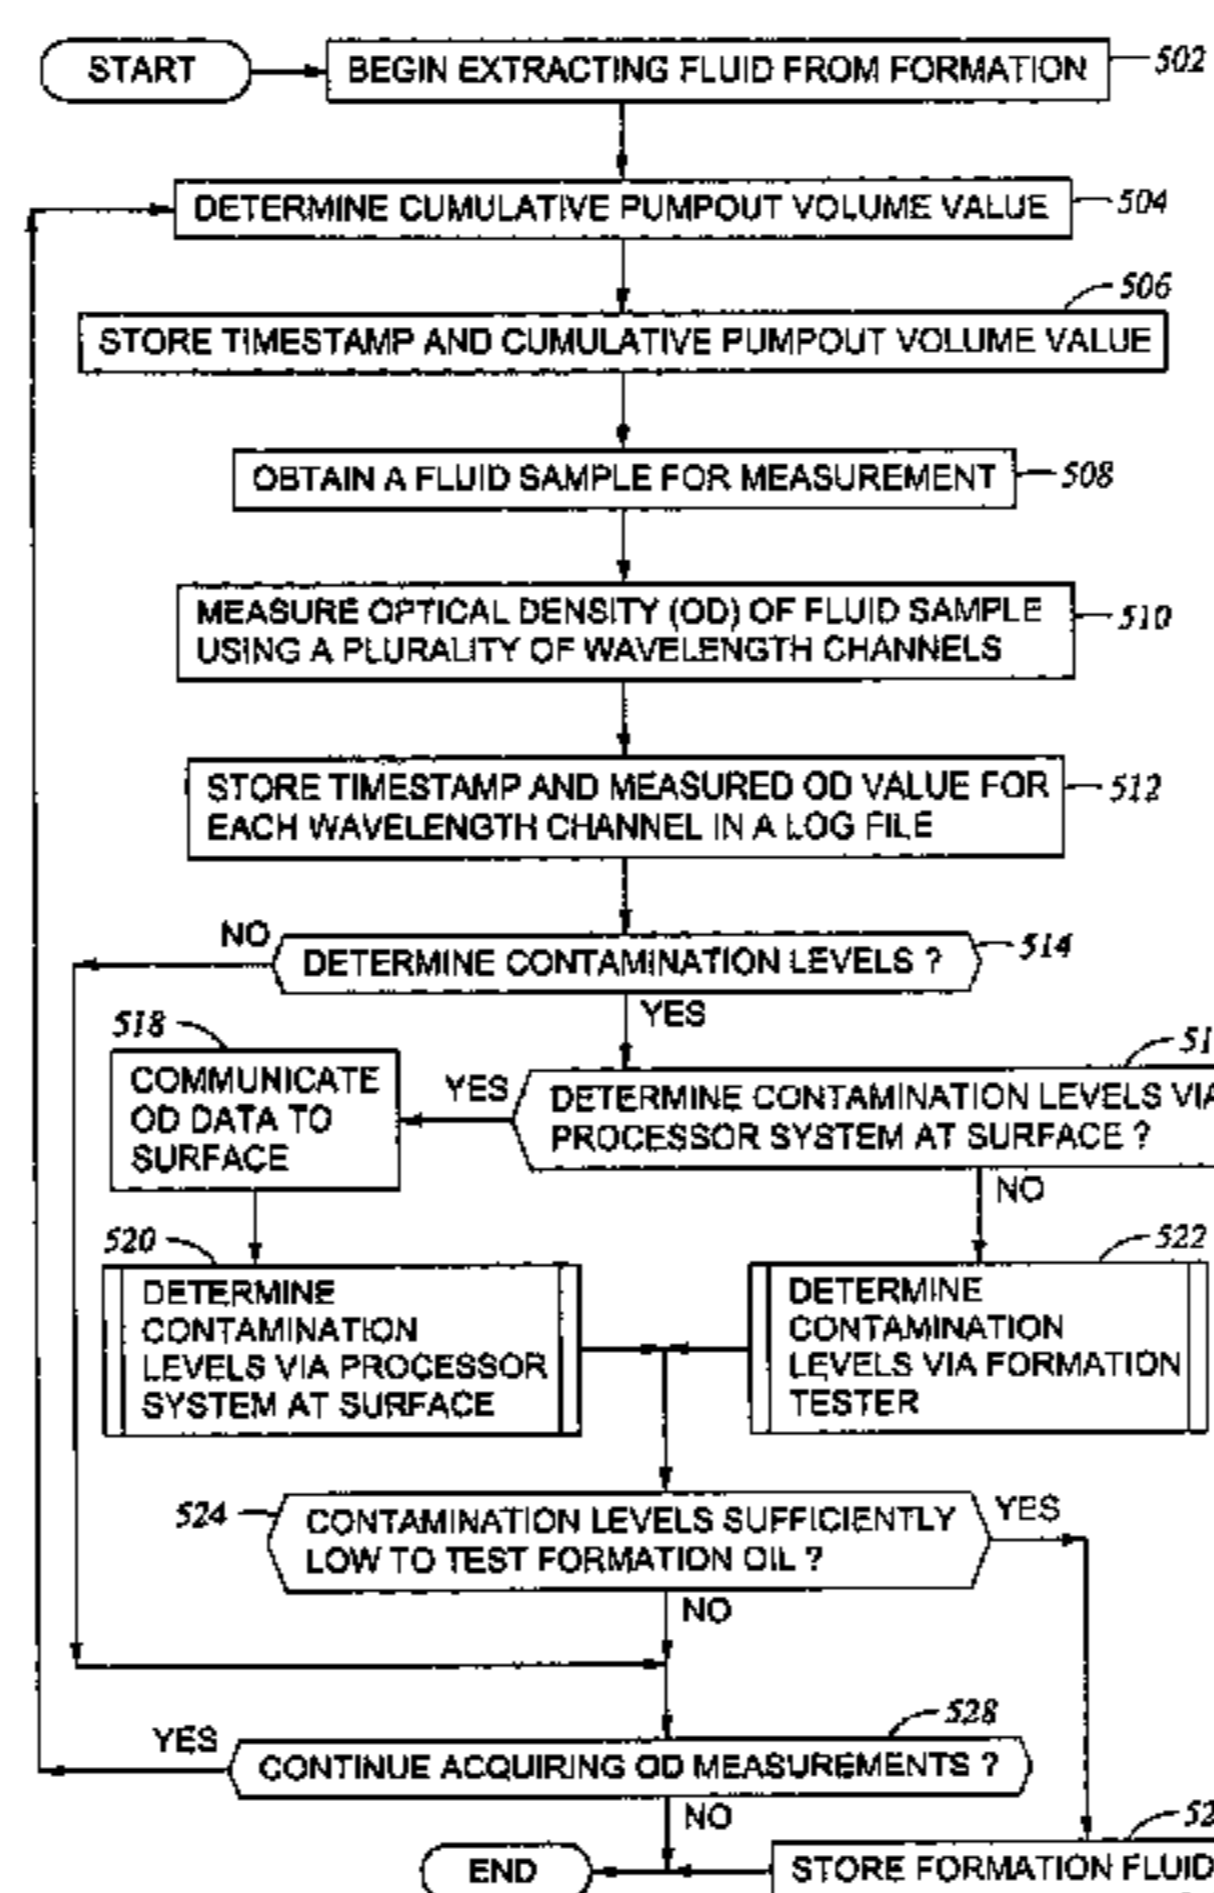 START
BEGIN EXTRACTING FLUID FROM FORMATION
502
DETERMINE CUMULATIVE PUMPOUT VOLUME VALUE
504
506
STORE TIMESTAMP AND CUMULATIVE PUMPOUT VOLUME VALUE
OBTAIN A FLUID SAMPLE FOR MEASUREMENT
508
MEASURE OPTICAL DENSITY (OD) OF FLUID SAMPLE
USING A PLURALITY OF WAVELENGTH CHANNELS
510
STORE TIMESTAMP AND MEASURED OD VALUE FOR
EACH WAVELENGTH CHANNEL IN A LOG FILE
512
NO
DETERMINE CONTAMINATION LEVELS ?
514
YES
518
COMMUNICATE
OD DATA TO
SURFACE
YES
51
DETERMINE CONTAMINATION LEVELS VIA
PROCESSOR SYSTEM AT SURFACE ?
NO
520
DETERMINE
CONTAMINATION
LEVELS VIA PROCESSOR
SYSTEM AT SURFACE
522
DETERMINE
CONTAMINATION
LEVELS VIA FORMATION
TESTER
524
CONTAMINATION LEVELS SUFFICIENTLY
LOW TO TEST FORMATION OIL ?
YES
NO
YES
528
CONTINUE ACQUIRING OD MEASUREMENTS ?
NO
52
END
STORE FORMATION FLUID